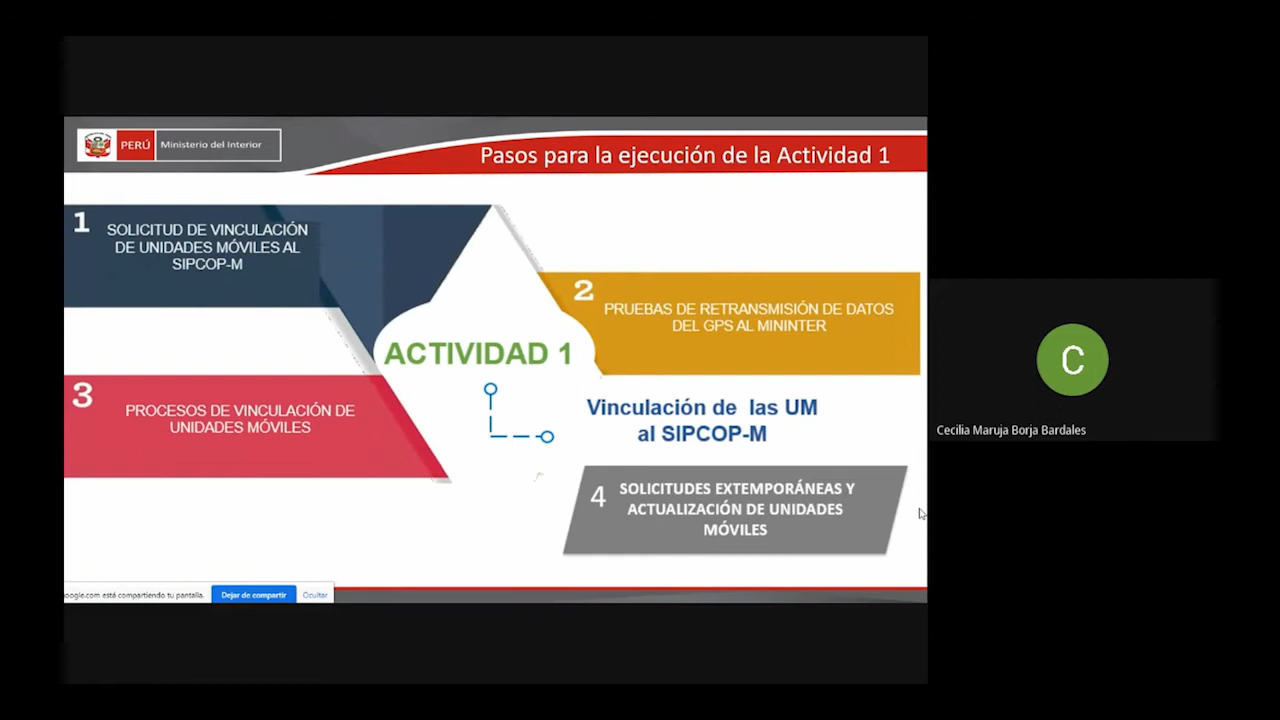 PERÚ
Ministerio del Interior
Pasos para la ejecución de la Actividad 1
1
SOLICITUD DE VINCULACIÓN
DE UNIDADES MÓVILES AL
SIPCOP-M
2
PRUEBAS DE RETRANSMISIÓN DE DATOS
DEL GPS AL MININTER
ACTIVIDAD 1
3
PROCESOS DE VINCULACIÓN DE
UNIDADES MÓVILES
Vinculación de las UM
al SIPCOP-M
4
SOLICITUDES EXTEMPORÁNEAS Y
ACTUALIZACIÓN DE UNIDADES
MÓVILES
oogle.com está compartiendo tu pantalla.
Dejar de compartir
Ocultar
C
Cecilia Maruja Borja Bardales